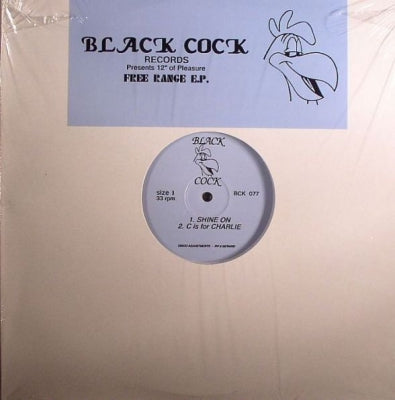 BLACK COCK
RECORDS
Presents 12" of Pleasure
FREE RANGE E.P.
BLACK
COCK
size 1
33 rpm
BCK 077
1. SHINE ON
2. C is for CHARLIE